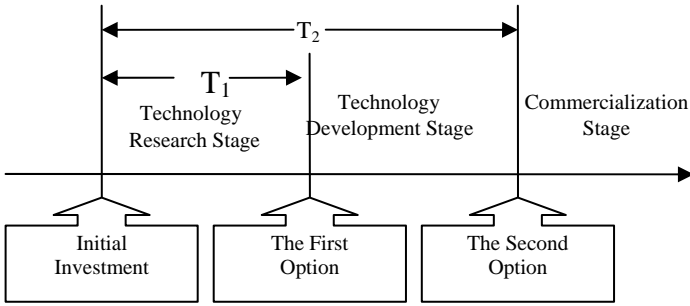 T2
T1
Technology
Research Stage
Technology
Development Stage
Commercialization
Stage
Initial
Investment
The First
Option
The Second
Option